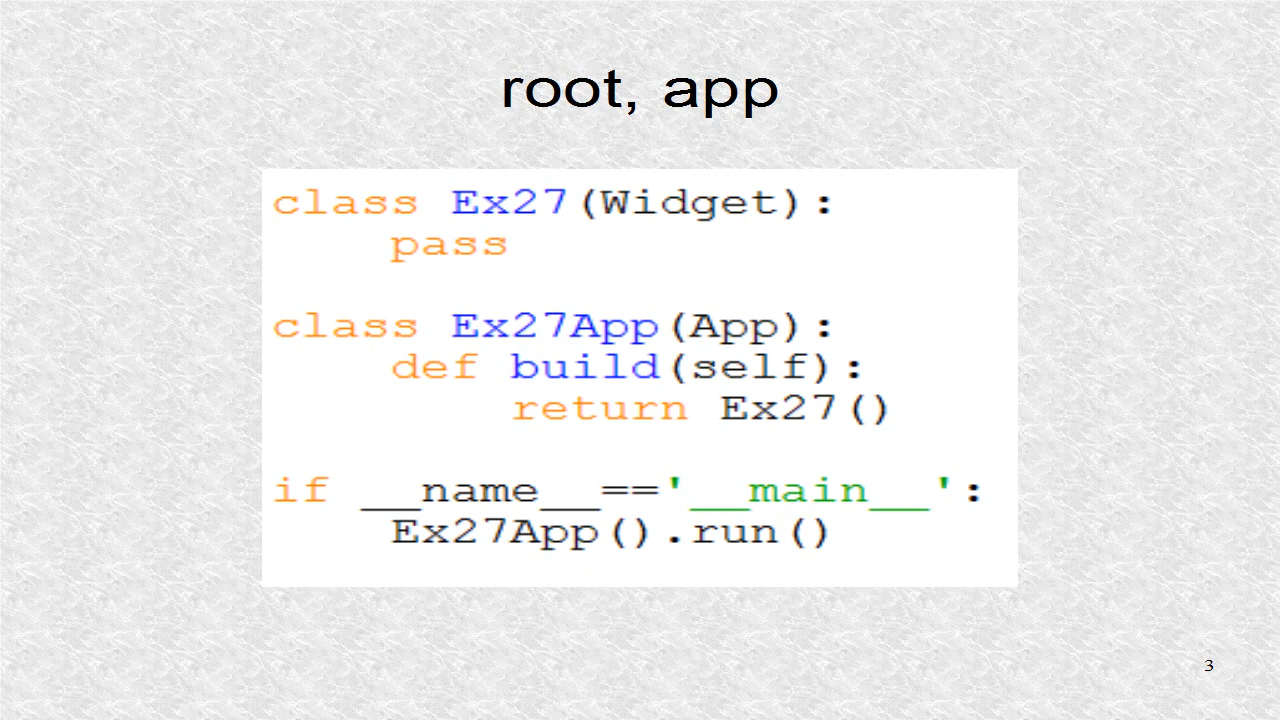 root, app
class Ex27(Widget):
    pass
class Ex27App(App):
    def build(self):
        return Ex27()
if __name__=='__main__':
    Ex27App().run()
3